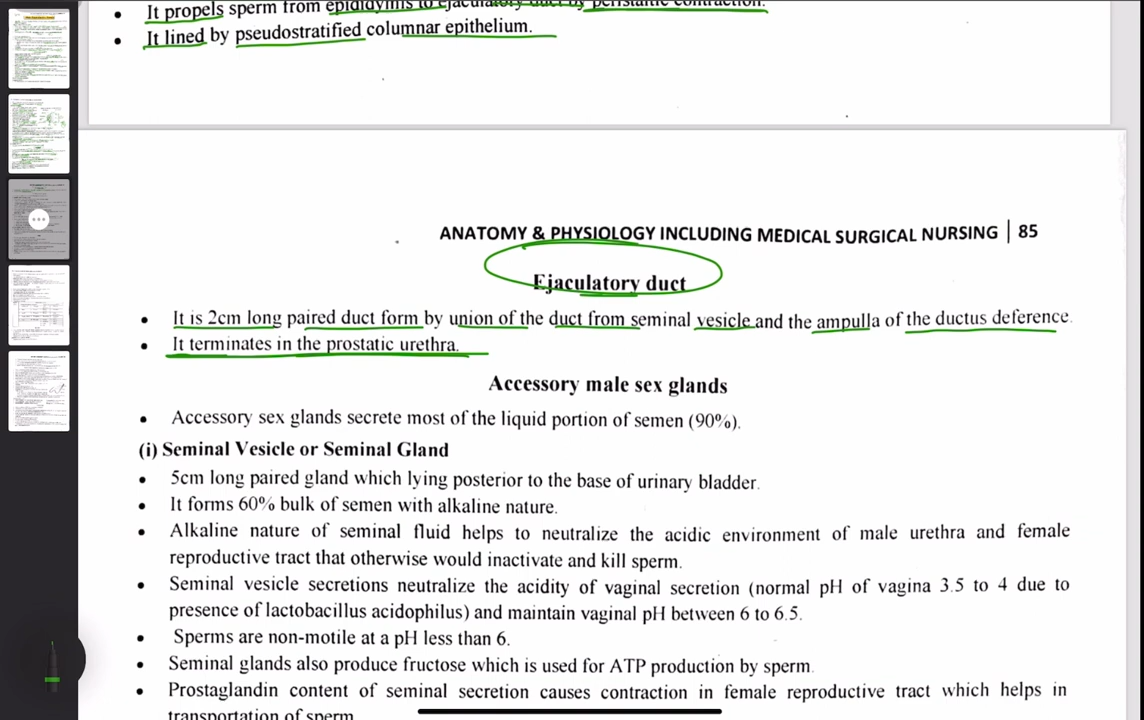 It propels sperm from epididymis to ejaculatory duct by peristaltic contraction.
It lined by pseudostratified columnar epithelium.
ANATOMY & PHYSIOLOGY INCLUDING MEDICAL SURGICAL NURSING | 85
Ejaculatory duct
It is 2cm long paired duct form by union of the duct from seminal vesicle and the ampulla of the ductus deference.
It terminates in the prostatic urethra.
Accessory male sex glands
Accessory sex glands secrete most of the liquid portion of semen (90%).
(i) Seminal Vesicle or Seminal Gland
5cm long paired gland which lying posterior to the base of urinary bladder.
It forms 60% bulk of semen with alkaline nature.
Alkaline nature of seminal fluid helps to neutralize the acidic environment of male urethra and female
reproductive tract that otherwise would inactivate and kill sperm.
Seminal vesicle secretions neutralize the acidity of vaginal secretion (normal pH of vagina 3.5 to 4 due to
presence of lactobacillus acidophilus) and maintain vaginal pH between 6 to 6.5.
Sperms are non-motile at a pH less than 6.
Seminal glands also produce fructose which is used for ATP production by sperm.
Prostaglandin content of seminal secretion causes contraction in female reproductive tract which helps in
transportation of sperm